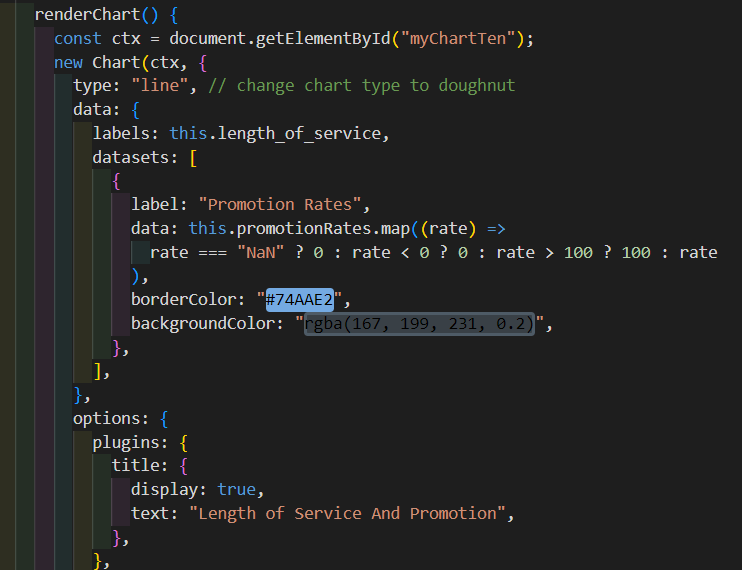 renderChart() {
const ctx = document.getElementById("myChartTen");
new Chart(ctx, {
type: "line", // change chart type to doughnut
data: {
labels: this.length_of_service,
datasets: [
{
label: "Promotion Rates",
data: this.promotionRates.map((rate) =>
rate === "NaN" ? 0 : rate < 0 ? 0 : rate > 100 ? 100 : rate
),
borderColor: "#74AAE2",
backgroundColor: "rgba(167, 199, 231, 0.2)",
},
],
},
options: {
plugins: {
title: {
display: true,
text: "Length of Service And Promotion",
},
},